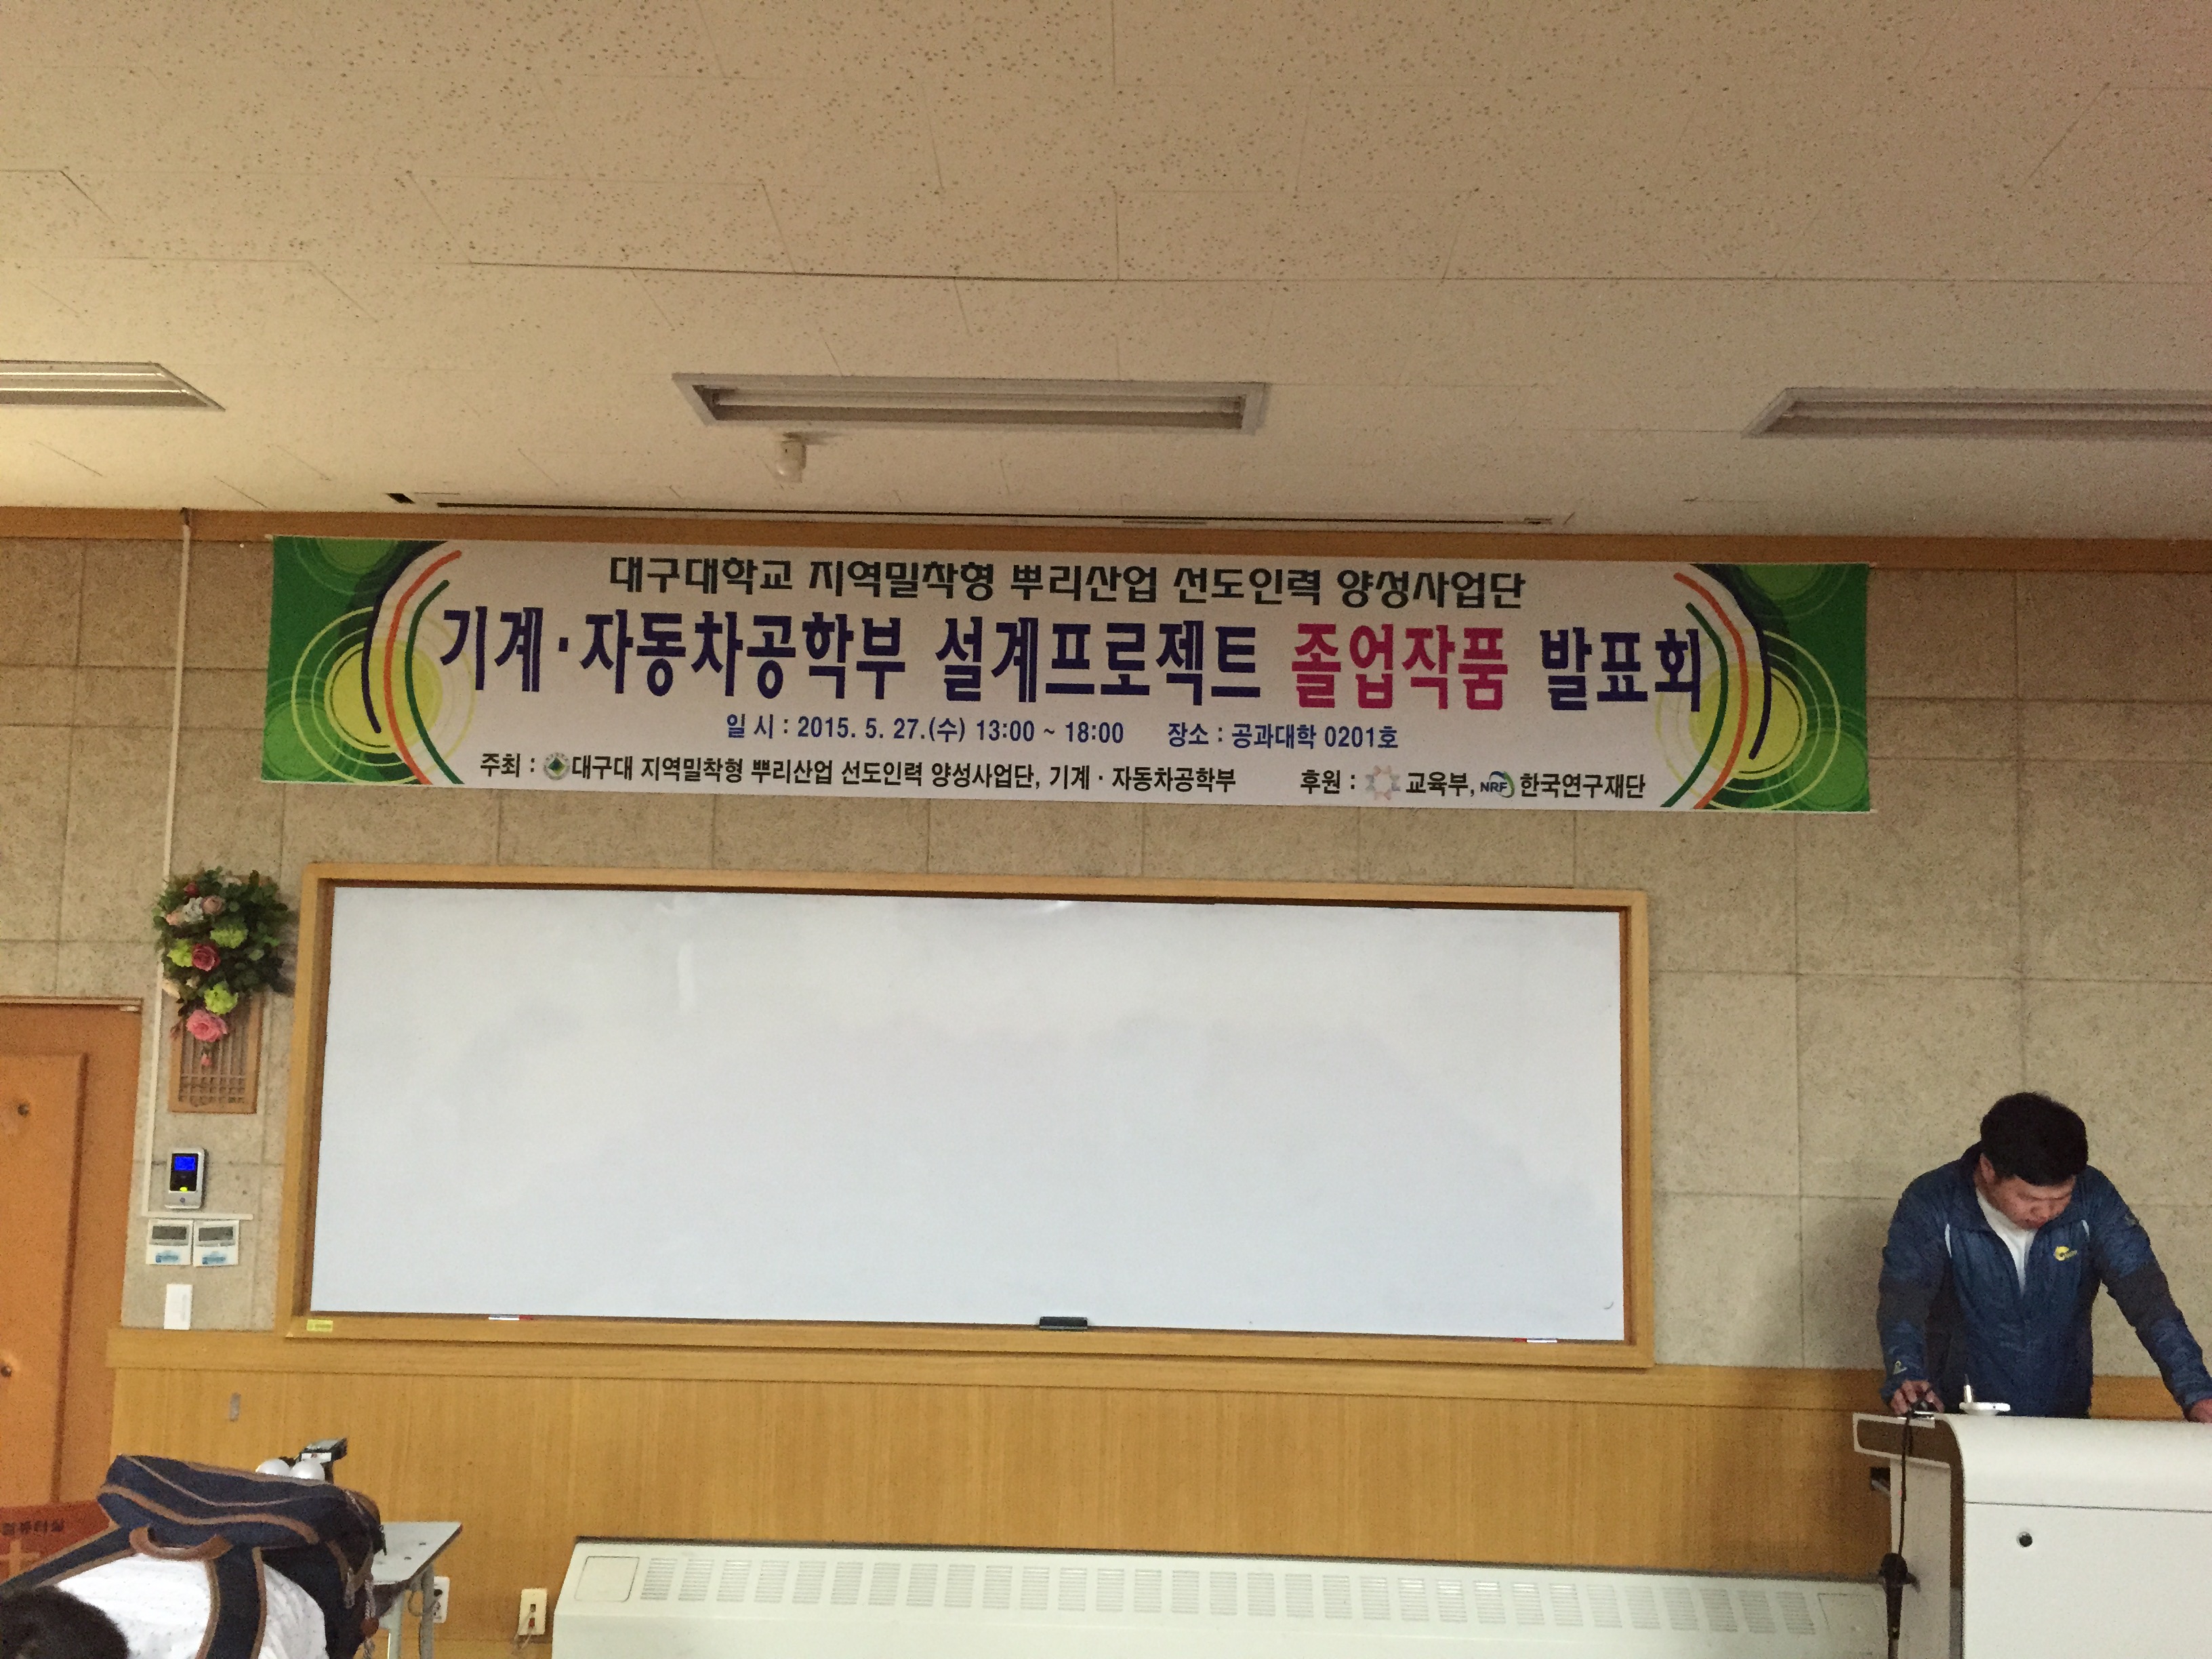 대구대학교 지역밀착형 뿌리산업 선도인력 양성사업단
기계·자동차공학부 설계프로젝트 졸업작품 발표회
일 시 : 2015. 5. 27.(수) 13:00 ~ 18:00 장소 : 공과대학 0201호
주최 : 대구대 지역밀착형 뿌리산업 선도인력 양성사업단, 기계·자동차공학부 후원 : 교육부, NRF 한국연구재단